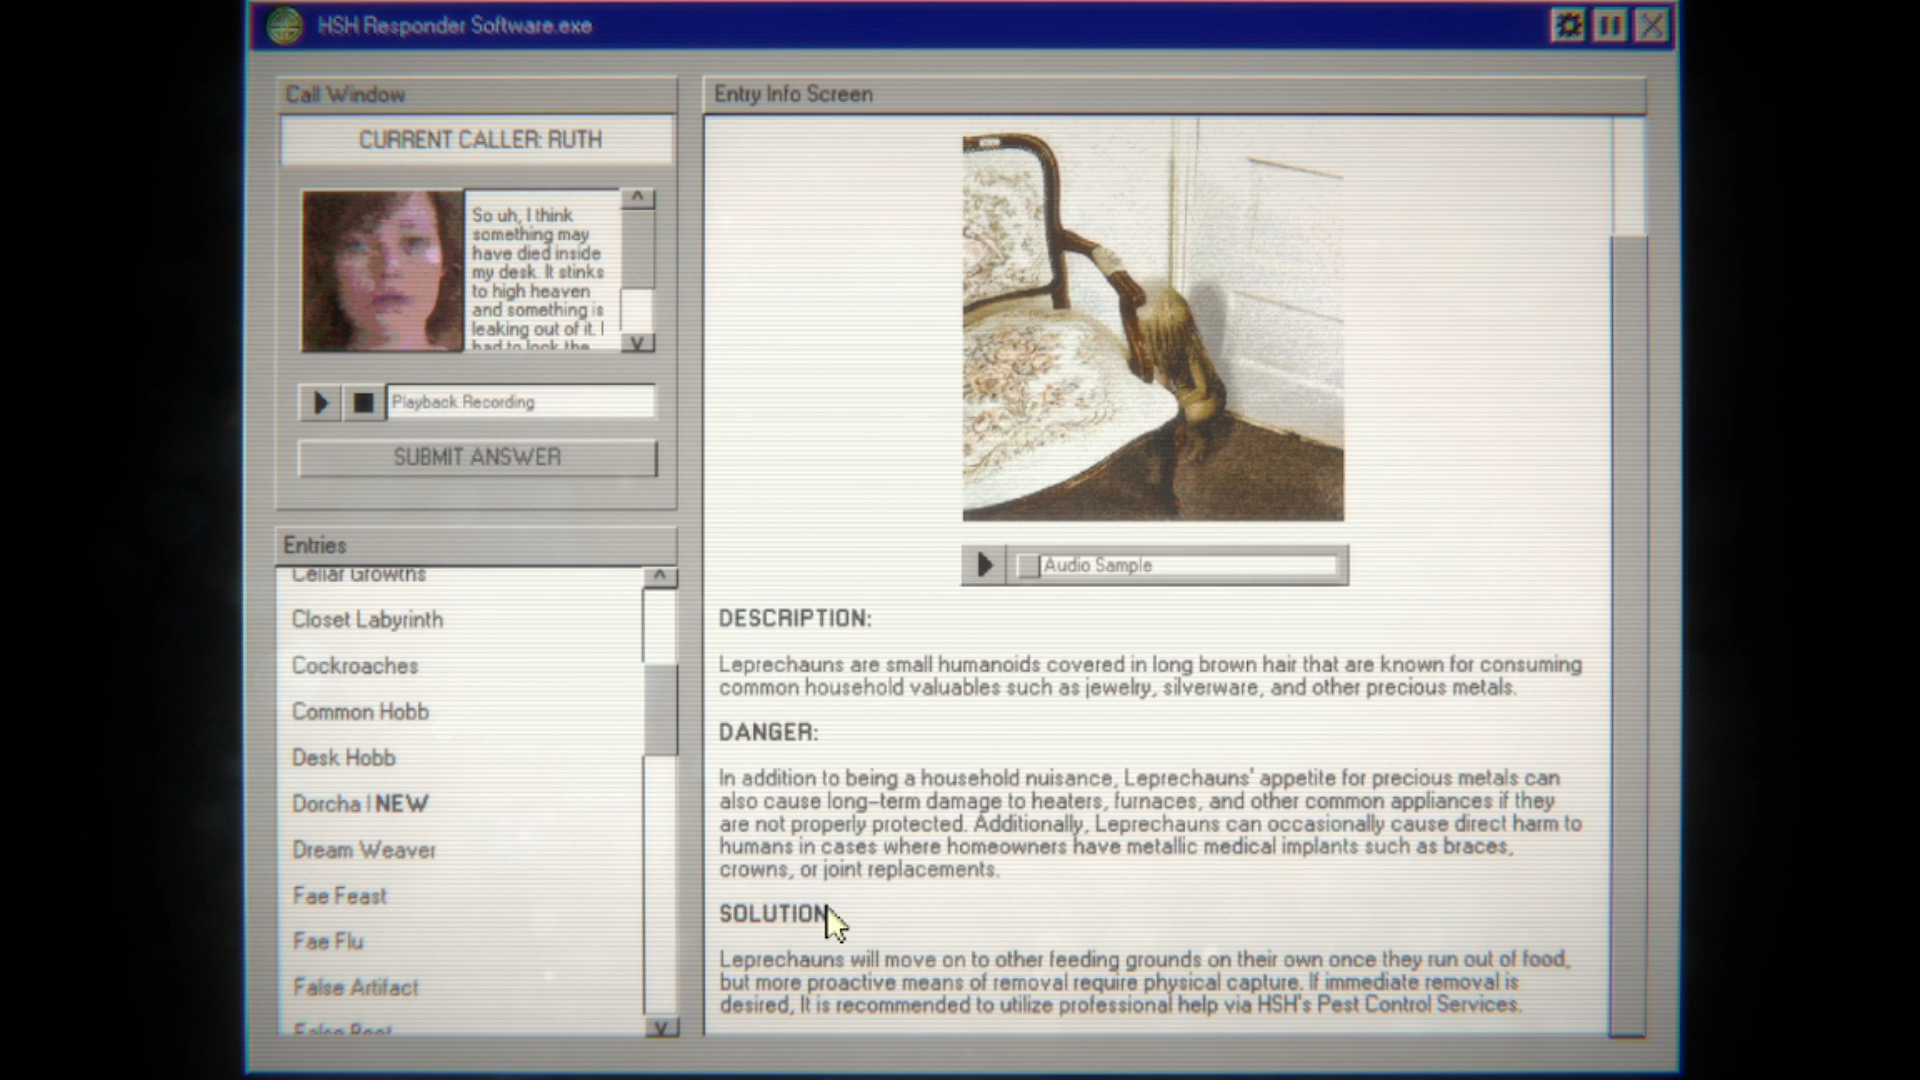 HSH Responder Software.exe
Call Window
CURRENT CALLER: RUTH
So uh, I think
something may
have died inside
my desk. It stinks
to high heaven
and something is
leaking out of it. I
had to lock the
Playback Recording
SUBMIT ANSWER
Entries
Cellar Growths
Closet Labyrinth
Cockroaches
Common Hobb
Desk Hobb
Dorcha | NEW
Dream Weaver
Fae Feast
Fae Flu
False Artifact
Entry Info Screen
Audio Sample
DESCRIPTION:
Leprechauns are small humanoids covered in long brown hair that are known for consuming
common household valuables such as jewelry, silverware, and other precious metals.
DANGER:
In addition to being a household nuisance, Leprechauns' appetite for precious metals can
also cause long-term damage to heaters, furnaces, and other common appliances if they
are not properly protected. Additionally, Leprechauns can occasionally cause direct harm to
humans in cases where homeowners have metallic medical implants such as braces,
crowns, or joint replacements.
SOLUTION
Leprechauns will move on to other feeding grounds on their own once they run out of food,
but more proactive means of removal require physical capture. If immediate removal is
desired, It is recommended to utilize professional help via HSH's Pest Control Services.